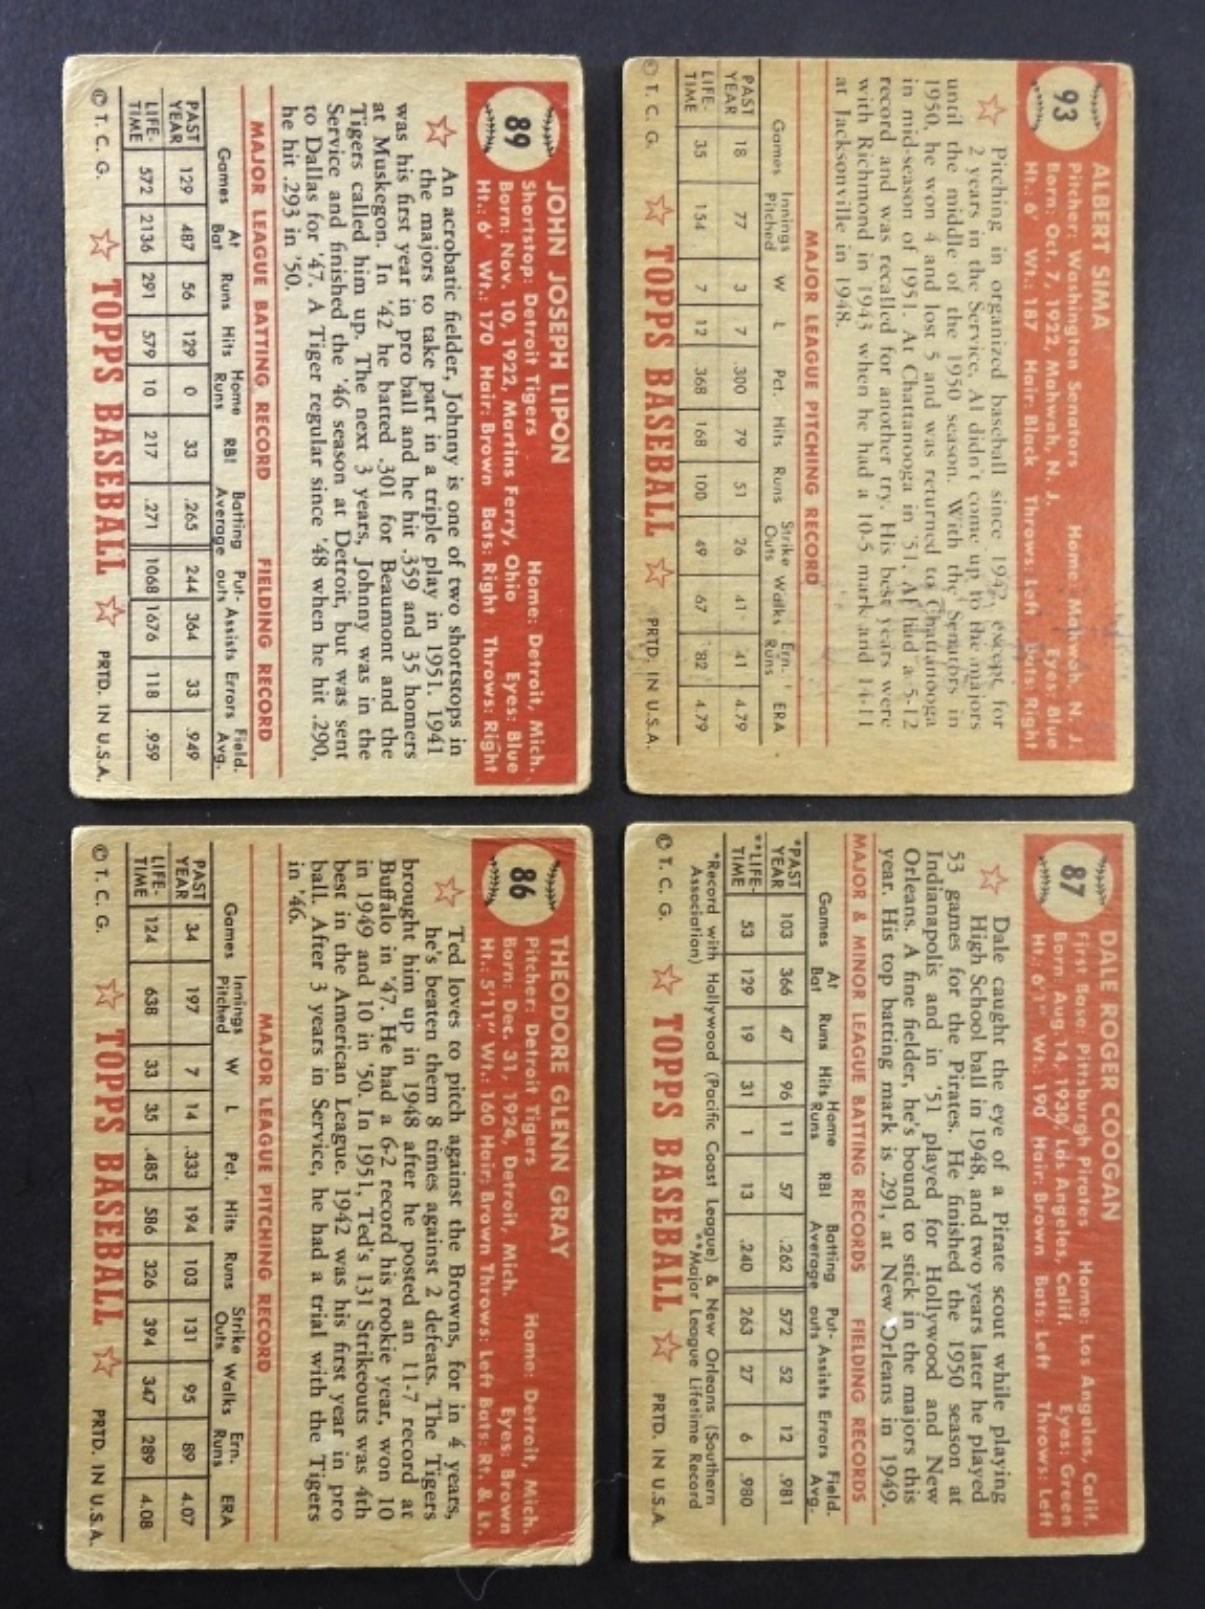 93
ALBERT SIMA
Pitcher: Washington Senators Home: Mahwah, N. J.
Born: Oct. 7, 1922, Mahwah, N. J. Eyes: Blue
Ht.: 6' Wt.: 187 Hair: Black Throws: Left Bats: Right
Pitching in organized baseball since 1942, except for
2 years in the Service, Al didn't come up to the majors
until the middle of the 1950 season. With the Senators in
1950, he won 4 and lost 5 and was returned to Chattanooga
in mid-season of 1951. At Chattanooga in '51, Al had a 5-12
record and was recalled for another try. His best years were
with Richmond in 1943 when he had a 10-5 mark and 14-11
at Jacksonville in 1948.
MAJOR LEAGUE PITCHING RECORD
Games Innings Pitched W L Pct. Hits Runs Strike Outs Walks Ern. Runs ERA
PAST YEAR 18 77 3 7 .300 79 51 26 41 41 4.79
LIFE-TIME 35 154 7 12 368 168 100 49 67 82 4.79
© T. C. G. TOPPS BASEBALL PRTD. IN U.S.A.
87
DALE ROGER COOGAN
First Base: Pittsburgh Pirates Home: Los Angeles, Calif.
Born: Aug. 14, 1930, Los Angeles, Calif. Eyes: Green
Ht.: 6'1" Wt.: 190 Hair: Brown Bats: Left Throws: Left
Dale caught the eye of a Pirate scout while playing
High School ball in 1948, and two years later he played
53 games for the Pirates. He finished the 1950 season at
Indianapolis and in '51 played for Hollywood and New
Orleans. A fine fielder, he's bound to stick in the majors this
year. His top batting mark is .291, at New Orleans in 1949.
MAJOR & MINOR LEAGUE BATTING RECORDS FIELDING RECORDS
Games At Bat Runs Hits Home Runs RBI Batting Average Put-outs Assists Errors Field. Avg.
*PAST YEAR 103 366 47 96 11 57 .262 572 52 12 .981
**LIFE-TIME 53 129 19 31 1 13 .240 263 27 6 .980
*Record with Hollywood (Pacific Coast League) & New Orleans (Southern
Association) **Major League Lifetime Record
© T. C. G. TOPPS BASEBALL PRTD. IN U.S.A.
89
JOHN JOSEPH LIPON
Shortstop: Detroit Tigers Home: Detroit, Mich.
Born: Nov. 10, 1922, Martins Ferry, Ohio Eyes: Blue
Ht.: 6' Wt.: 170 Hair: Brown Bats: Right Throws: Right
An acrobatic fielder, Johnny is one of two shortstops in
the majors to take part in a triple play in 1951. 1941
was his first year in pro ball and he hit .359 and 35 homers
at Muskegon. In '42 he batted .301 for Beaumont and the
Tigers called him up. The next 3 years, Johnny was in the
Service and finished the '46 season at Detroit, but was sent
to Dallas for '47. A Tiger regular since '48 when he hit .290,
he hit .293 in '50.
MAJOR LEAGUE BATTING RECORD FIELDING RECORD
Games At Bat Runs Hits Home Runs RBI Batting Average Put-outs Assists Errors Field. Avg.
PAST YEAR 129 487 56 129 0 33 .265 244 364 33 .949
LIFE-TIME 572 2136 291 579 10 217 .271 1068 1676 118 .959
© T. C. G. TOPPS BASEBALL PRTD. IN U.S.A.
86
THEODORE GLENN GRAY
Pitcher: Detroit Tigers Home: Detroit, Mich.
Born: Dec. 31, 1924, Detroit, Mich. Eyes: Brown
Ht.: 5'11" Wt.: 160 Hair: Brown Throws: Left Bats: Rt. & Lt.
Ted loves to pitch against the Browns, for in 4 years,
he's beaten them 8 times against 2 defeats. The Tigers
brought him up in 1948 after he posted an 11-7 record at
Buffalo in '47. He had a 6-2 record his rookie year, won 10
in 1949 and 10 in '50. In 1951, Ted's 131 Strikeouts was 4th
best in the American League. 1942 was his first year in pro
ball. After 3 years in Service, he had a trial with the Tigers
in '46.
MAJOR LEAGUE PITCHING RECORD
Games Innings Pitched W L Pct. Hits Runs Strike Outs Walks Ern. Runs ERA
PAST YEAR 34 197 7 14 .333 194 103 131 95 89 4.07
LIFE-TIME 124 638 33 35 .485 586 326 394 347 289 4.08
© T. C. G. TOPPS BASEBALL PRTD. IN U.S.A.